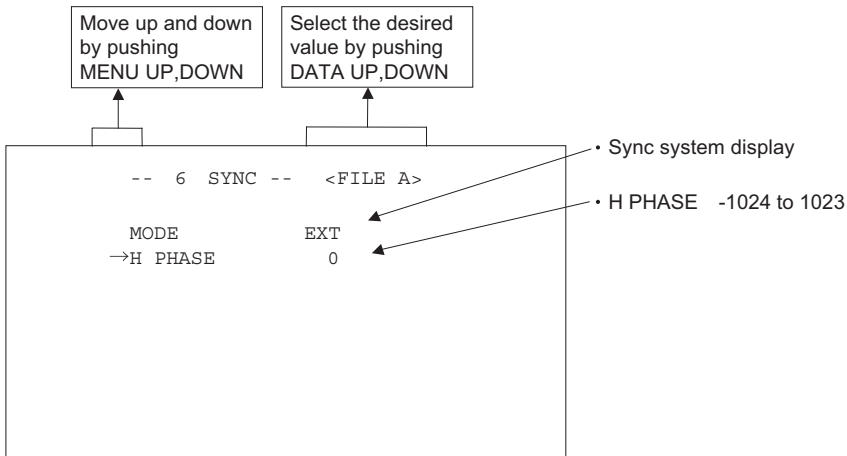 Move up and down
by pushing
MENU UP,DOWN
Select the desired
value by pushing
DATA UP,DOWN
-- 6 SYNC -- <FILE A>
MODE EXT
→H PHASE 0
・Sync system display
・H PHASE -1024 to 1023